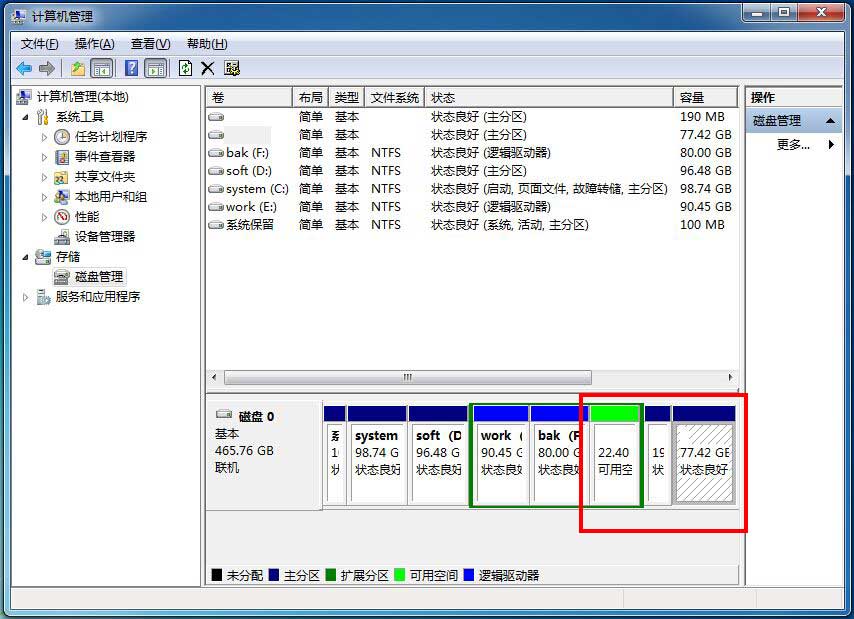 计算机管理
文件(F) 操作(A) 查看(V) 帮助(H)
计算机管理(本地)
系统工具
任务计划程序
事件查看器
共享文件夹
本地用户和组
性能
设备管理器
存储
磁盘管理
服务和应用程序
卷 布局 类型 文件系统 状态 容量
简单 基本 状态良好 (主分区) 190 MB
简单 基本 状态良好 (主分区) 77.42 GB
bak (F:) 简单 基本 NTFS 状态良好 (逻辑驱动器) 80.00 GB
soft (D:) 简单 基本 NTFS 状态良好 (主分区) 96.48 GB
system (C:) 简单 基本 NTFS 状态良好 (启动, 页面文件, 故障转储, 主分区) 98.74 GB
work (E:) 简单 基本 NTFS 状态良好 (逻辑驱动器) 90.45 GB
系统保留 简单 基本 NTFS 状态良好 (系统, 活动, 主分区) 100 MB
操作
磁盘管理
更多...
磁盘 0
基本
465.76 GB
联机
system
98.74 G
状态良好
soft (D
96.48 G
状态良好
work (
90.45 G
状态良好
bak (F
80.00 G
状态良好
22.40
可用空
19
状
77.42 GB
状态良好
未分配 主分区 扩展分区 可用空间 逻辑驱动器